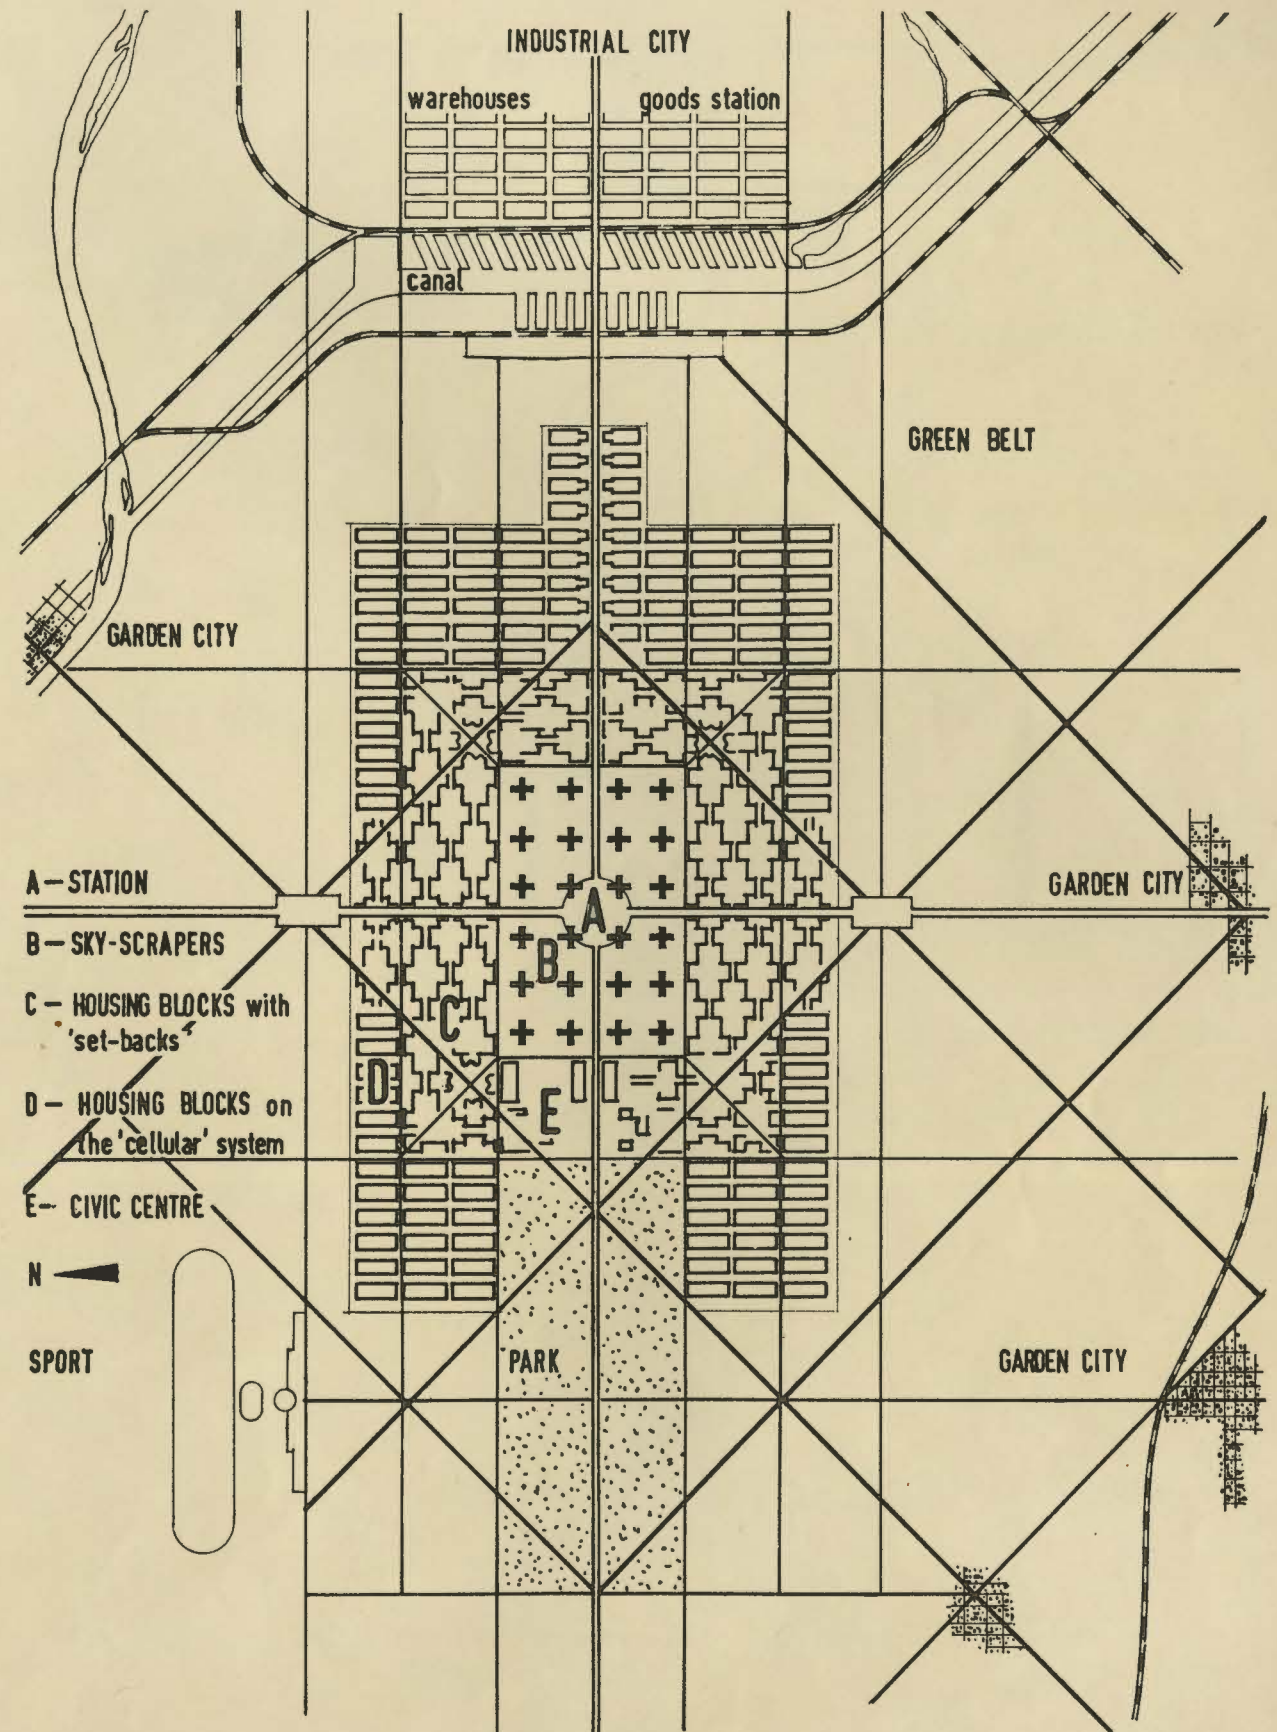 INDUSTRIAL CITY
warehouses
goods station
canal
GREEN BELT
GARDEN CITY
A
B
C
D
E
A — STATION
GARDEN CITY
B — SKY-SCRAPERS
C — HOUSING BLOCKS with
'set-backs'
D — HOUSING BLOCKS on
the 'cellular' system
E — CIVIC CENTRE
N
SPORT
PARK
GARDEN CITY